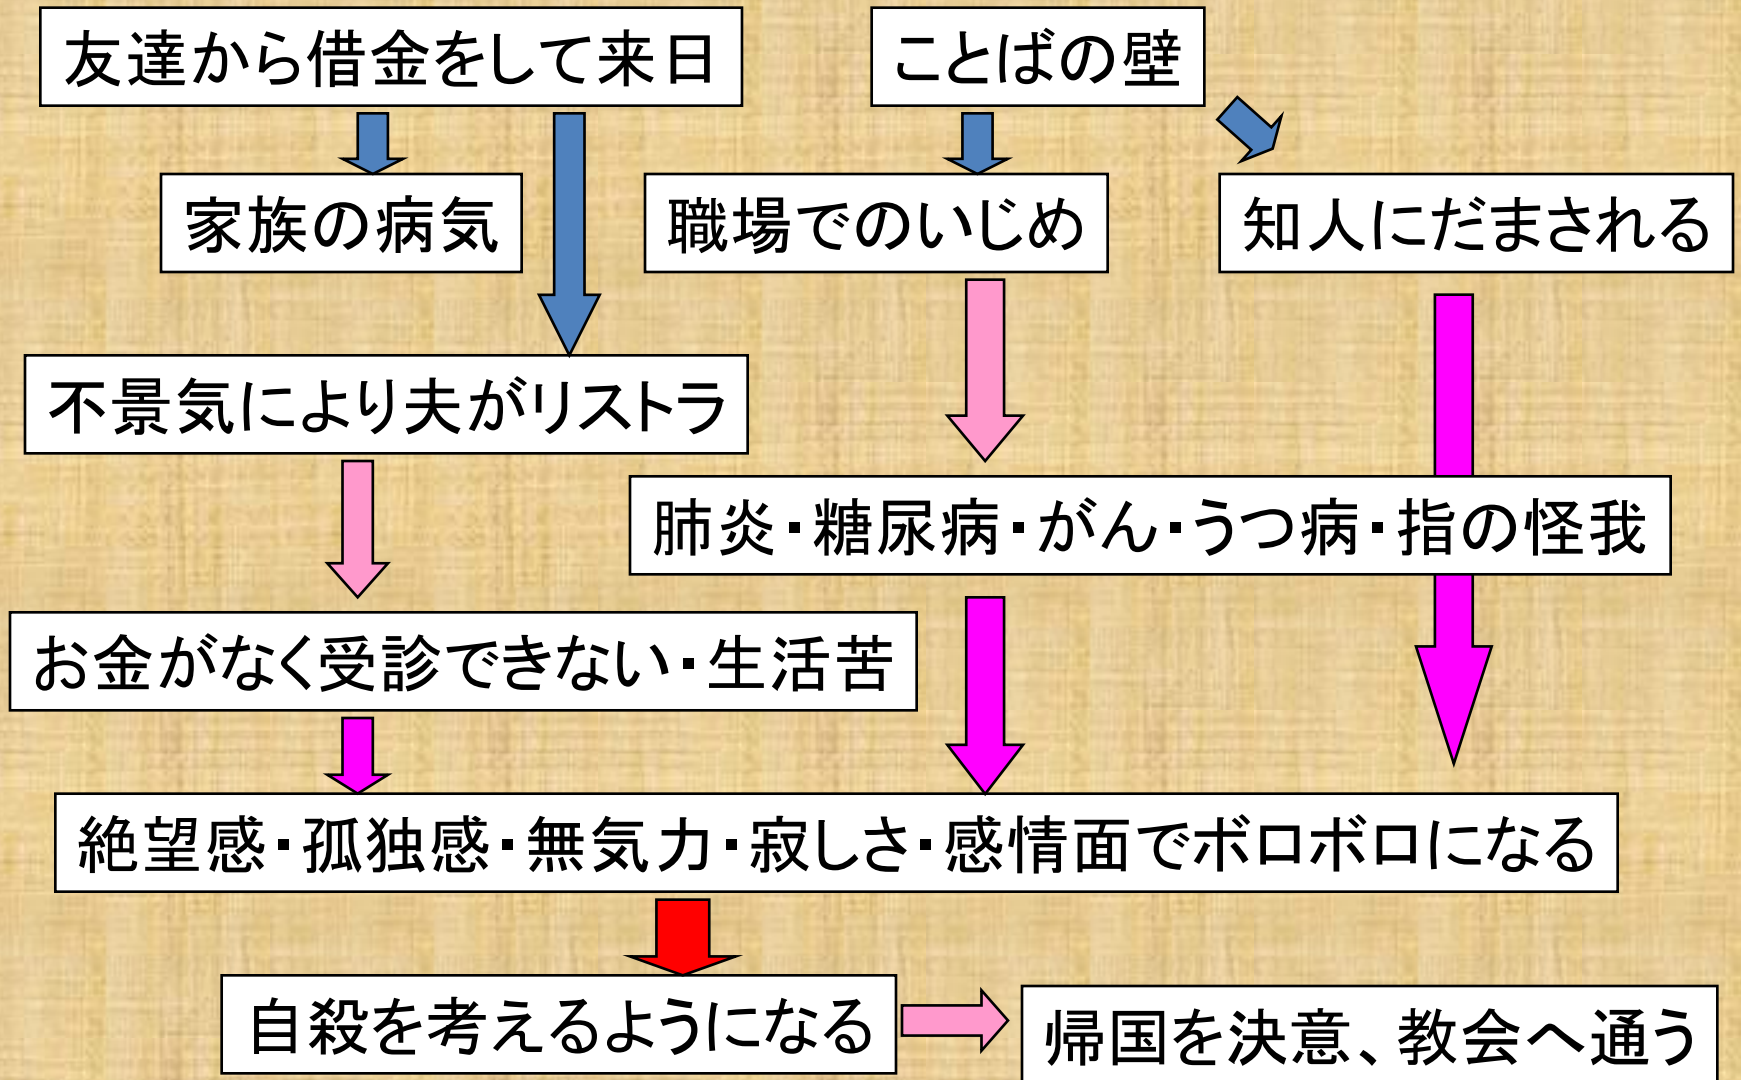 友達から借金をして来日
ことばの壁
家族の病気
職場でのいじめ
知人にだまされる
不景気により夫がリストラ
肺炎・糖尿病・がん・うつ病・指の怪我
お金がなく受診できない・生活苦
絶望感・孤独感・無気力・寂しさ・感情面でボロボロになる
自殺を考えるようになる
帰国を決意、教会へ通う